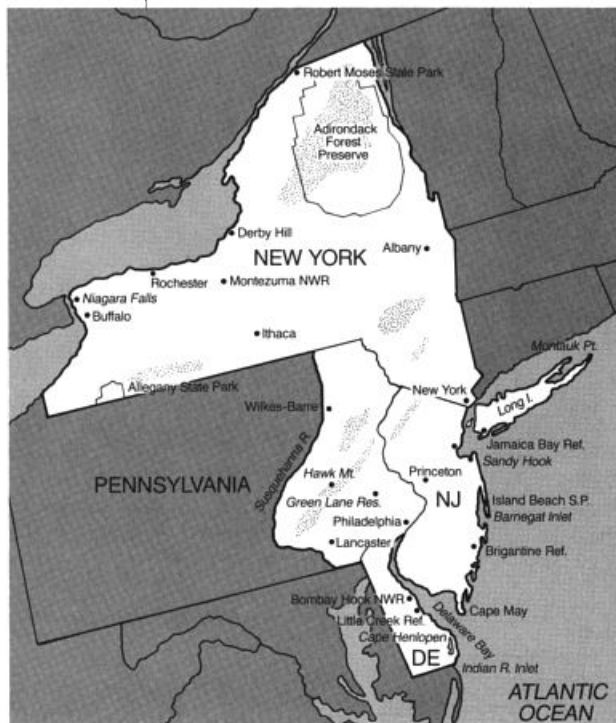 Robert Moses State Park
Adirondack
Forest
Preserve
Derby Hill
NEW YORK
Albany
Rochester
Montezuma NWR
Niagara Falls
Buffalo
Ithaca
Montauk Pt.
Allegany State Park
New York
Long I.
Wilkes-Barre
Jamaica Bay Ref.
Sandy Hook
Susquehanna R.
Hawk Mt.
Princeton
PENNSYLVANIA
Green Lane Res.
NJ
Island Beach S.P.
Barnegat Inlet
Philadelphia
Lancaster
Brigantine Ref.
Bombay Hook NWR
Little Creek Ref.
Cape May
Delaware Bay
Cape Henlopen
DE
Indian R. Inlet
ATLANTIC
OCEAN